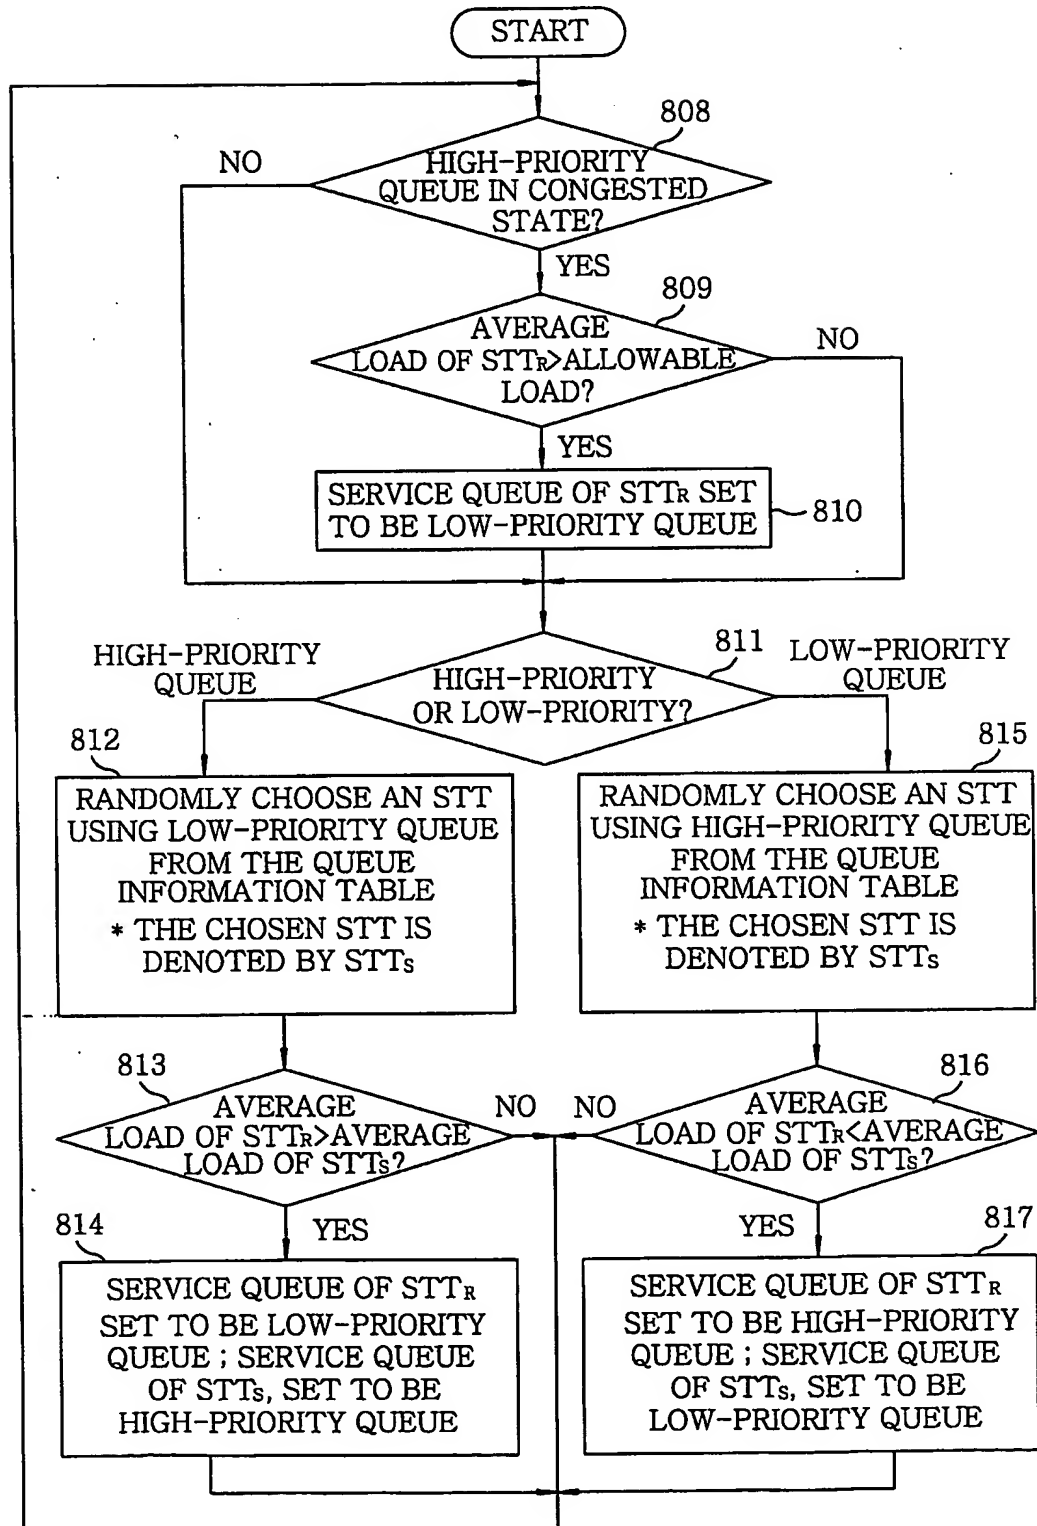 START
808
NO
HIGH-PRIORITY
QUEUE IN CONGESTED
STATE?
YES
809
AVERAGE
LOAD OF STTR>ALLOWABLE
LOAD?
NO
YES
SERVICE QUEUE OF STTR SET
TO BE LOW-PRIORITY QUEUE
810
HIGH-PRIORITY
QUEUE
811
LOW-PRIORITY
QUEUE
HIGH-PRIORITY
OR LOW-PRIORITY?
812
RANDOMLY CHOOSE AN STT
USING LOW-PRIORITY QUEUE
FROM THE QUEUE
INFORMATION TABLE
* THE CHOSEN STT IS
DENOTED BY STTS
815
RANDOMLY CHOOSE AN STT
USING HIGH-PRIORITY QUEUE
FROM THE QUEUE
INFORMATION TABLE
* THE CHOSEN STT IS
DENOTED BY STTS
813
AVERAGE
LOAD OF STTR>AVERAGE
LOAD OF STTS?
NO
NO
816
AVERAGE
LOAD OF STTR<AVERAGE
LOAD OF STTS?
814
YES
SERVICE QUEUE OF STTR
SET TO BE LOW-PRIORITY
QUEUE ; SERVICE QUEUE
OF STTS, SET TO BE
HIGH-PRIORITY QUEUE
YES
817
SERVICE QUEUE OF STTR
SET TO BE HIGH-PRIORITY
QUEUE ; SERVICE QUEUE
OF STTS, SET TO BE
LOW-PRIORITY QUEUE